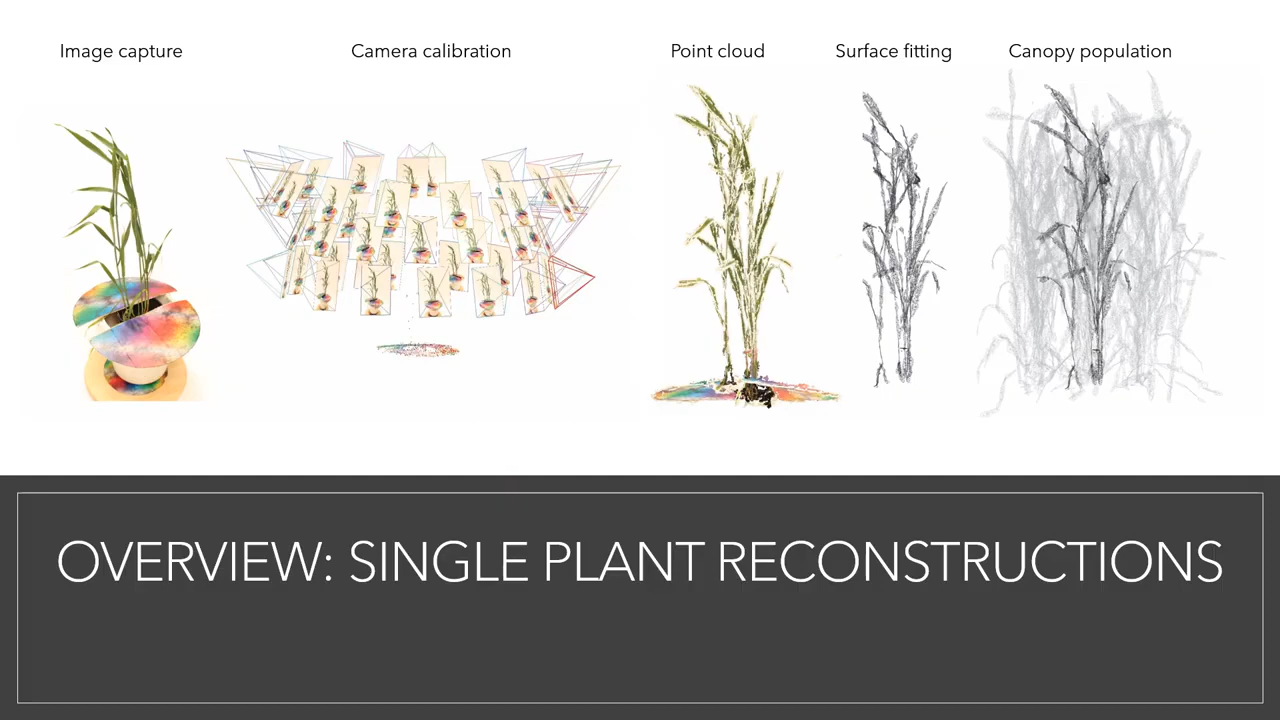 Image capture
Camera calibration
Point cloud
Surface fitting
Canopy population
OVERVIEW: SINGLE PLANT RECONSTRUCTIONS